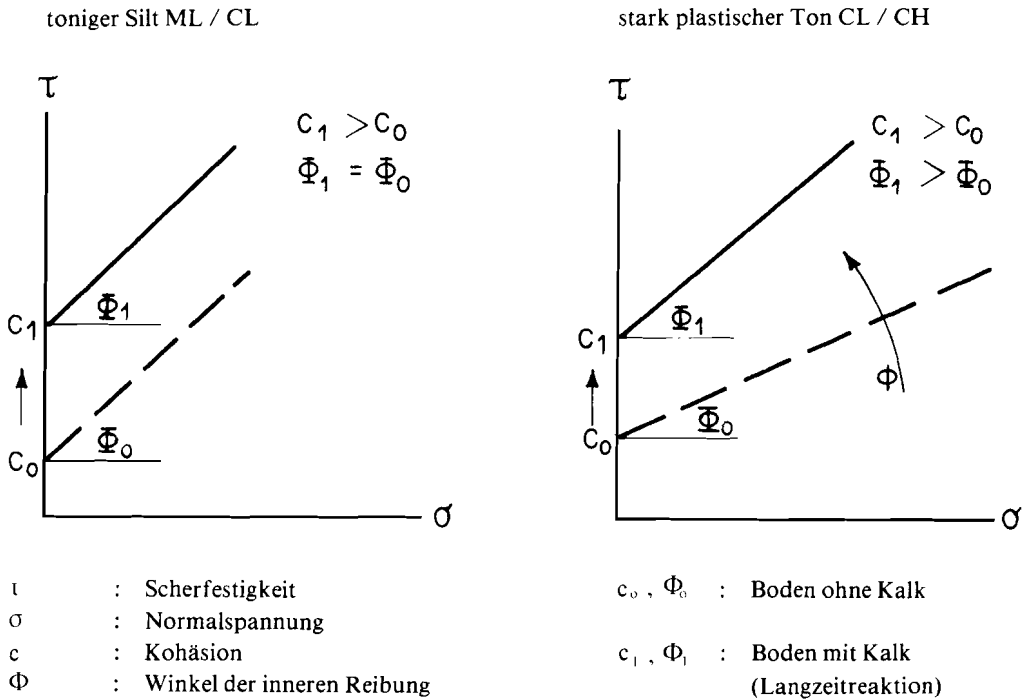 toniger Silt ML / CL
τ
C₁ > C₀
Φ₁ = Φ₀
Φ₁
C₁
Φ₀
C₀
σ
stark plastischer Ton CL / CH
τ
C₁ > C₀
Φ₁ > Φ₀
Φ₁
C₁
Φ
Φ₀
C₀
σ
τ : Scherfestigkeit
σ : Normalspannung
c : Kohäsion
Φ : Winkel der inneren Reibung
c₀ , Φ₀ : Boden ohne Kalk
c₁ , Φ₁ : Boden mit Kalk
(Langzeitreaktion)